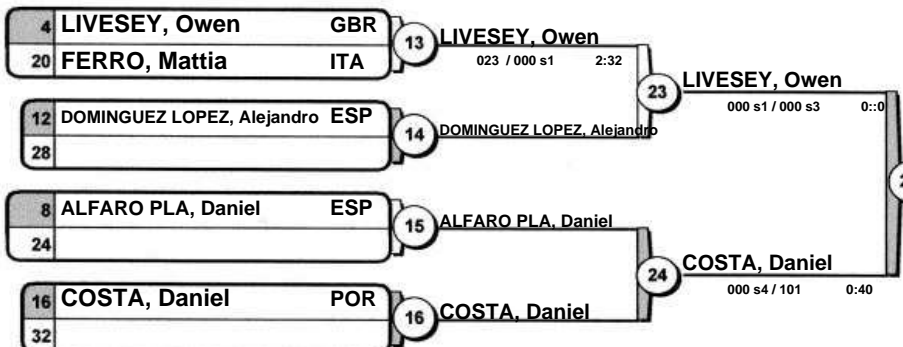 4 LIVESEY, Owen GBR
20 FERRO, Mattia ITA
13 LIVESEY, Owen
023 / 000 s1 2:32
23 LIVESEY, Owen
000 s1 / 000 s3 0::0
12 DOMINGUEZ LOPEZ, Alejandro ESP
28
14 DOMINGUEZ LOPEZ, Alejandro
8 ALFARO PLA, Daniel ESP
24
15 ALFARO PLA, Daniel
24 COSTA, Daniel
000 s4 / 101 0:40
16 COSTA, Daniel POR
32
16 COSTA, Daniel